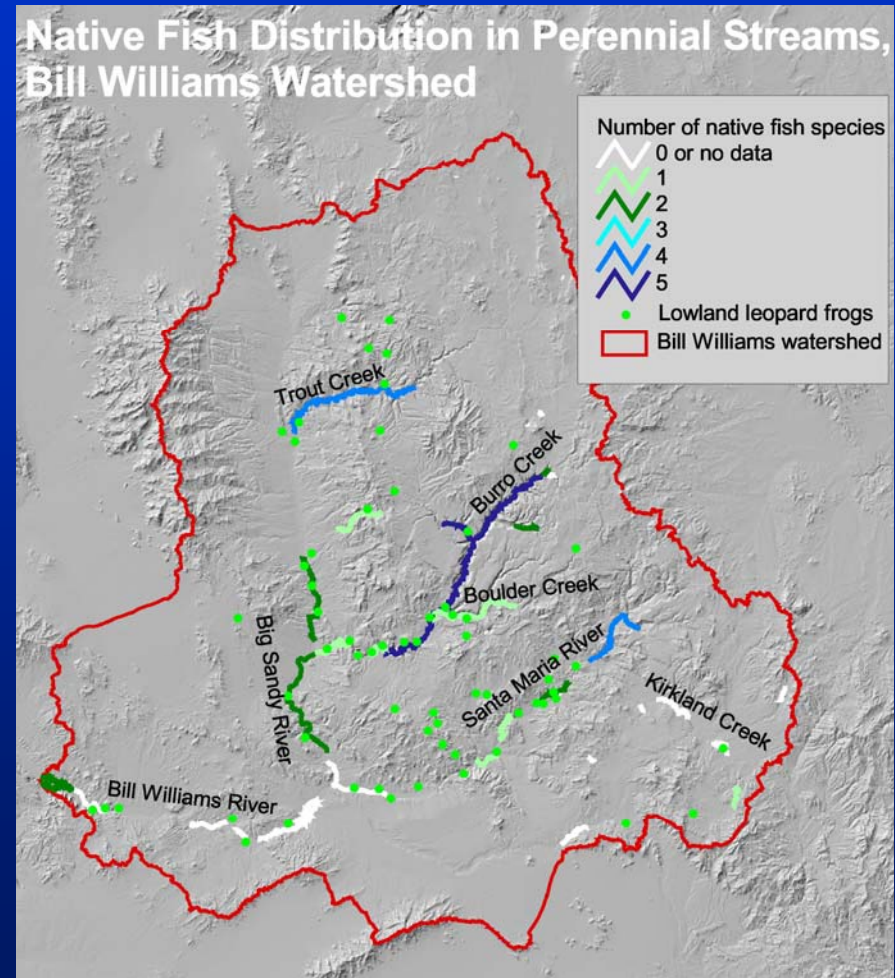 Native Fish Distribution in Perennial Streams,
Bill Williams Watershed
Number of native fish species
0 or no data
1
2
3
4
5
Lowland leopard frogs
Bill Williams watershed
Trout Creek
Burro Creek
Boulder Creek
Big Sandy River
Santa Maria River
Kirkland Creek
Bill Williams River